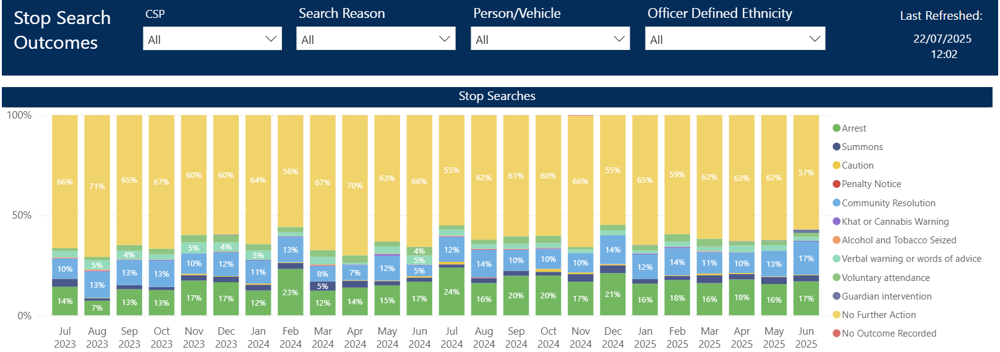 Stop Search
Outcomes
CSP
All
Search Reason
All
Person/Vehicle
All
Officer Defined Ethnicity
All
Last Refreshed:
22/07/2025
12:02
Stop Searches
100%
50%
0%
66% 71% 65% 67% 60% 60% 64% 56% 67% 70% 63% 66% 55% 62% 61% 60% 66% 55% 65% 59% 62% 63% 62% 57%
5% 4% 5% 4% 5% 4% 5%
10% 13% 13% 13% 10% 12% 11% 13% 8% 7% 12% 5% 12% 14% 10% 10% 10% 14% 12% 14% 11% 10% 13% 17%
5%
14% 7% 13% 13% 17% 17% 12% 23% 12% 14% 15% 17% 24% 16% 20% 20% 17% 21% 16% 18% 16% 18% 16% 17%
Jul Aug Sep Oct Nov Dec Jan Feb Mar Apr May Jun Jul Aug Sep Oct Nov Dec Jan Feb Mar Apr May Jun
2023 2023 2023 2023 2023 2023 2024 2024 2024 2024 2024 2024 2024 2024 2024 2024 2024 2024 2025 2025 2025 2025 2025 2025
Arrest
Summons
Caution
Penalty Notice
Community Resolution
Khat or Cannabis Warning
Alcohol and Tobacco Seized
Verbal warning or words of advice
Voluntary attendance
Guardian intervention
No Further Action
No Outcome Recorded